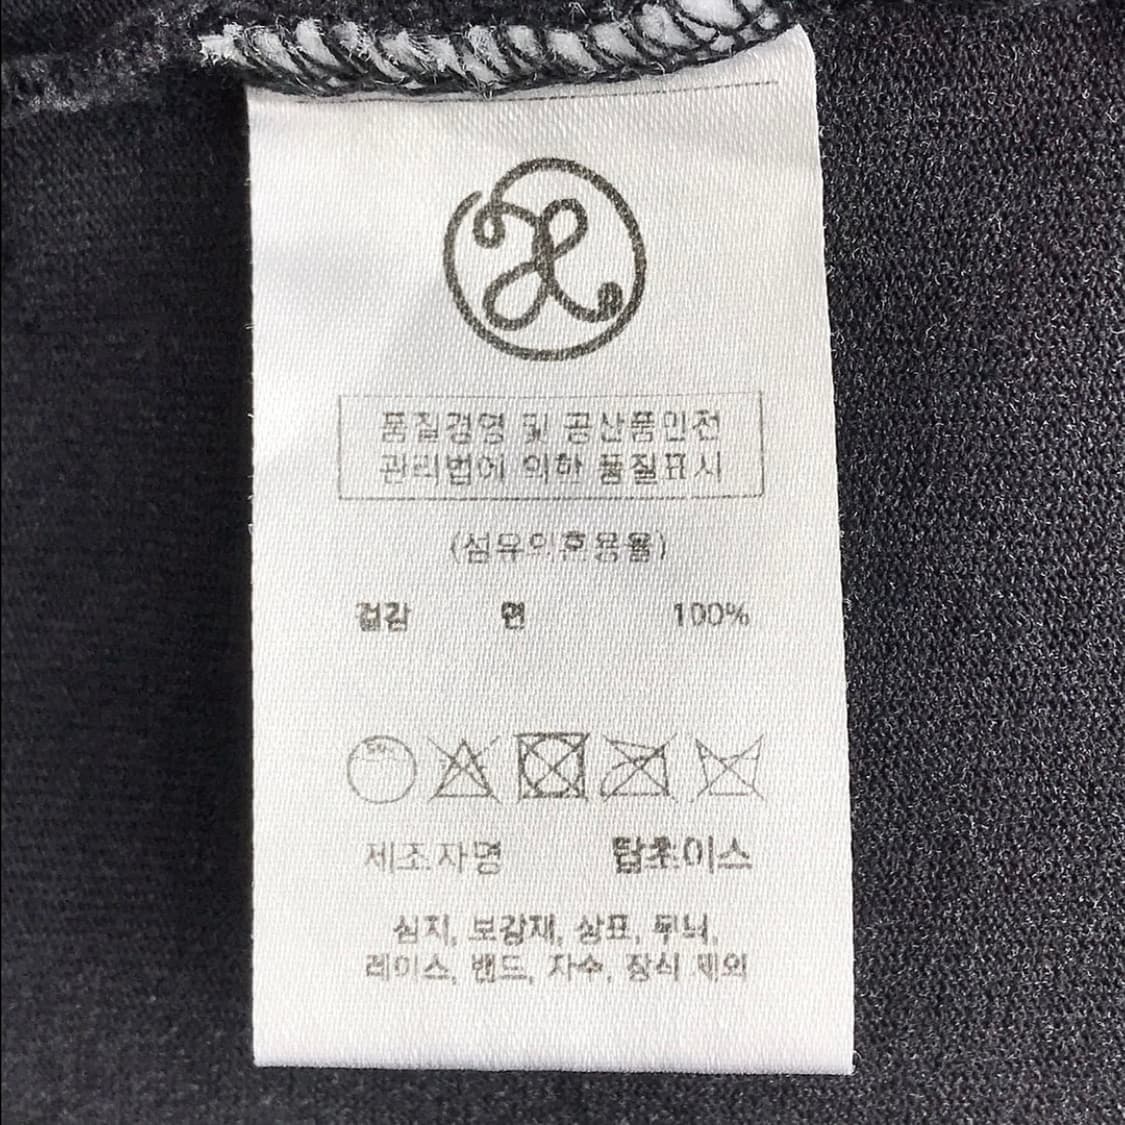 품질경영 및 공산품안전
관리법에 의한 품질표시
(섬유의혼용율)
겉감 면 100%
제조자명 탑초이스
심지, 보강재, 상표, 무늬,
레이스, 밴드, 자수, 장식 제외